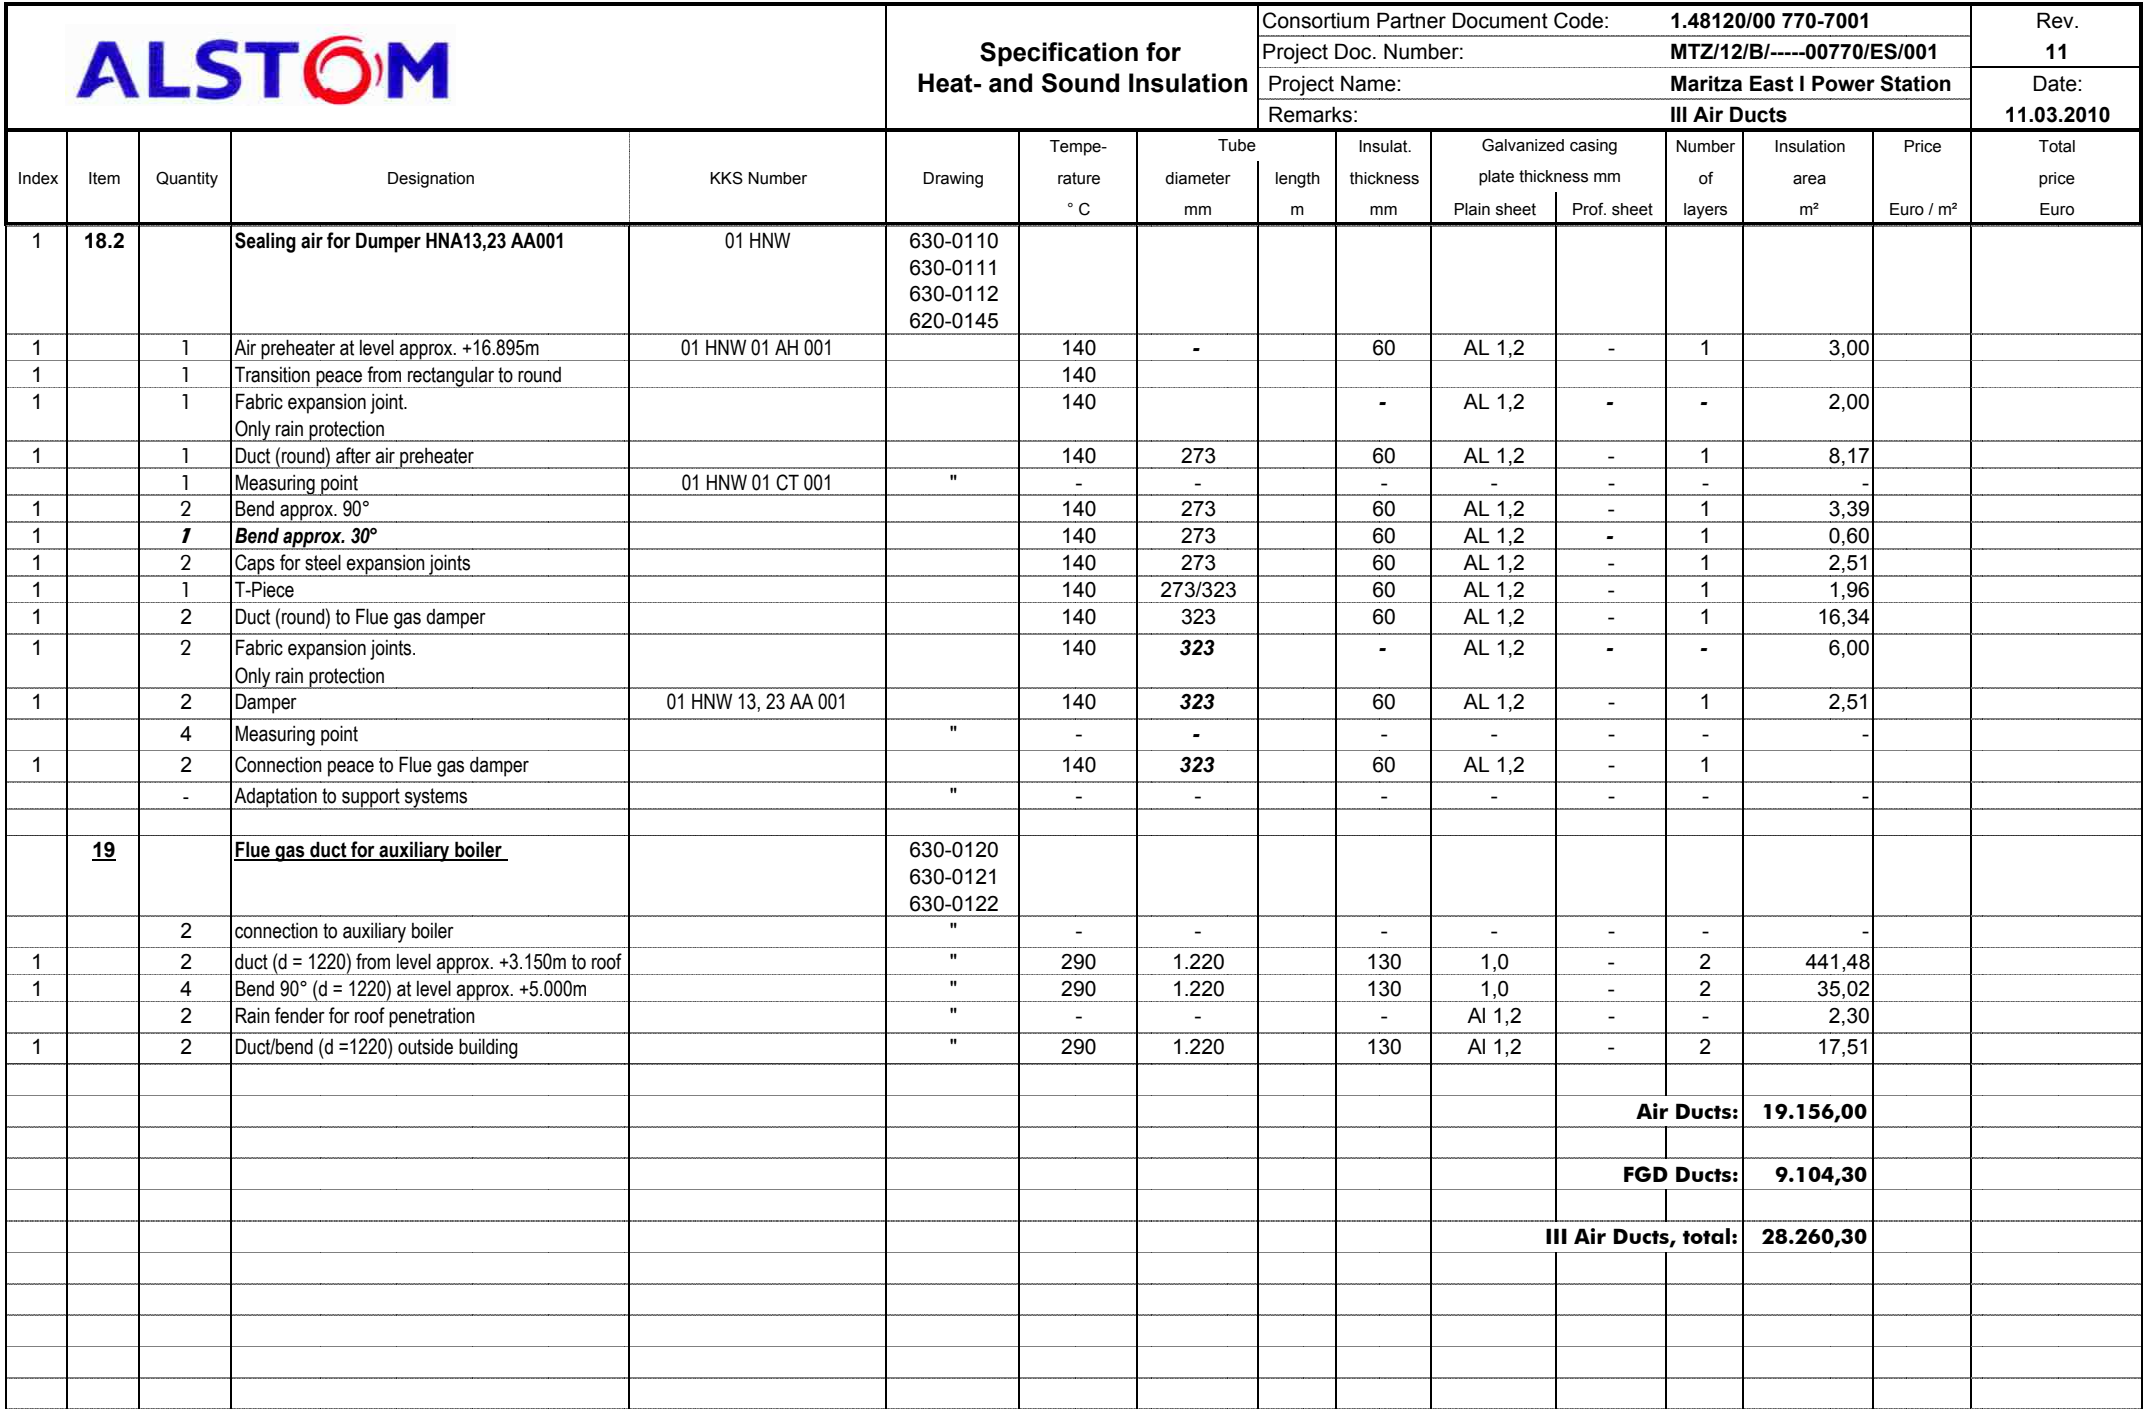 ALSTOM
Specification for
Heat- and Sound Insulation
Consortium Partner Document Code: 1.48120/00 770-7001
Project Doc. Number: MTZ/12/B/-----00770/ES/001
Project Name: Maritza East I Power Station
Remarks: III Air Ducts
Rev.
11
Date:
11.03.2010
Tempe- Tube Insulat. Galvanized casing Number Insulation Price Total
Index Item Quantity Designation KKS Number Drawing rature diameter length thickness plate thickness mm of area price
° C mm m mm Plain sheet Prof. sheet layers m² Euro / m² Euro
1 18.2 Sealing air for Dumper HNA13,23 AA001 01 HNW 630-0110
630-0111
630-0112
620-0145
1 1 Air preheater at level approx. +16.895m 01 HNW 01 AH 001 140 - 60 AL 1,2 - 1 3,00
1 1 Transition peace from rectangular to round 140
1 1 Fabric expansion joint. 140 - AL 1,2 - - 2,00
Only rain protection
1 1 Duct (round) after air preheater 140 273 60 AL 1,2 - 1 8,17
1 Measuring point 01 HNW 01 CT 001 " - - - - - - -
1 2 Bend approx. 90° 140 273 60 AL 1,2 - 1 3,39
1 1 Bend approx. 30° 140 273 60 AL 1,2 - 1 0,60
1 2 Caps for steel expansion joints 140 273 60 AL 1,2 - 1 2,51
1 1 T-Piece 140 273/323 60 AL 1,2 - 1 1,96
1 2 Duct (round) to Flue gas damper 140 323 60 AL 1,2 - 1 16,34
1 2 Fabric expansion joints. 140 323 - AL 1,2 - - 6,00
Only rain protection
1 2 Damper 01 HNW 13, 23 AA 001 140 323 60 AL 1,2 - 1 2,51
4 Measuring point " - - - - - - -
1 2 Connection peace to Flue gas damper 140 323 60 AL 1,2 - 1
- Adaptation to support systems " - - - - - - -
19 Flue gas duct for auxiliary boiler 630-0120
630-0121
630-0122
2 connection to auxiliary boiler " - - - - - - -
1 2 duct (d = 1220) from level approx. +3.150m to roof " 290 1.220 130 1,0 - 2 441,48
1 4 Bend 90° (d = 1220) at level approx. +5.000m " 290 1.220 130 1,0 - 2 35,02
2 Rain fender for roof penetration " - - - Al 1,2 - - 2,30
1 2 Duct/bend (d =1220) outside building " 290 1.220 130 Al 1,2 - 2 17,51
Air Ducts: 19.156,00
FGD Ducts: 9.104,30
III Air Ducts, total: 28.260,30